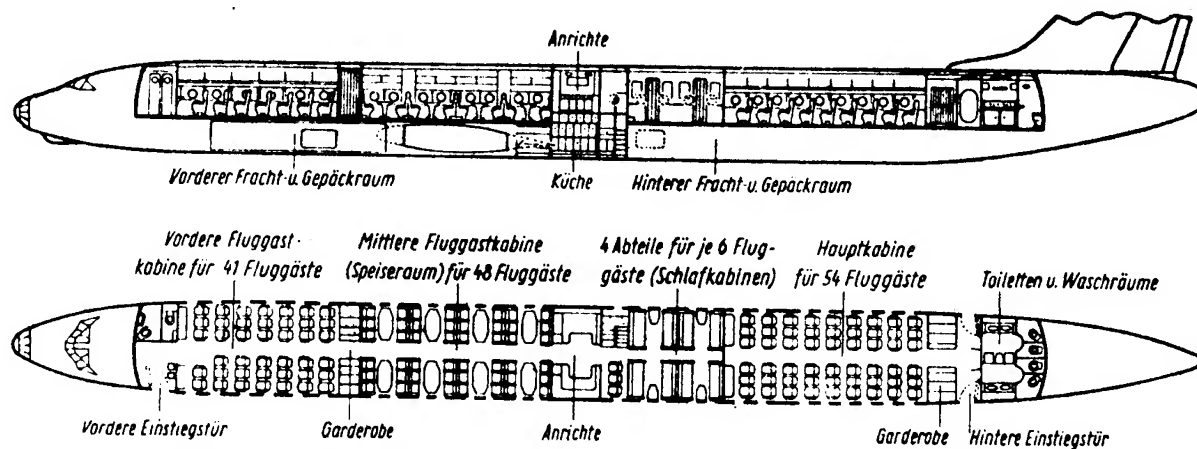 Anrichte
Vorderer Fracht-u. Gepäckraum
Küche
Hinterer Fracht-u. Gepäckraum
Vordere Fluggast-
kabine für 41 Fluggäste
Mittlere Fluggastkabine
(Speiseraum) für 48 Fluggäste
4 Abteile für je 6 Flug-
gäste (Schlafkabinen)
Hauptkabine
für 54 Fluggäste
Toiletten u. Waschräume
Vordere Einstiegstür
Garderobe
Anrichte
Garderobe
Hintere Einstiegstür